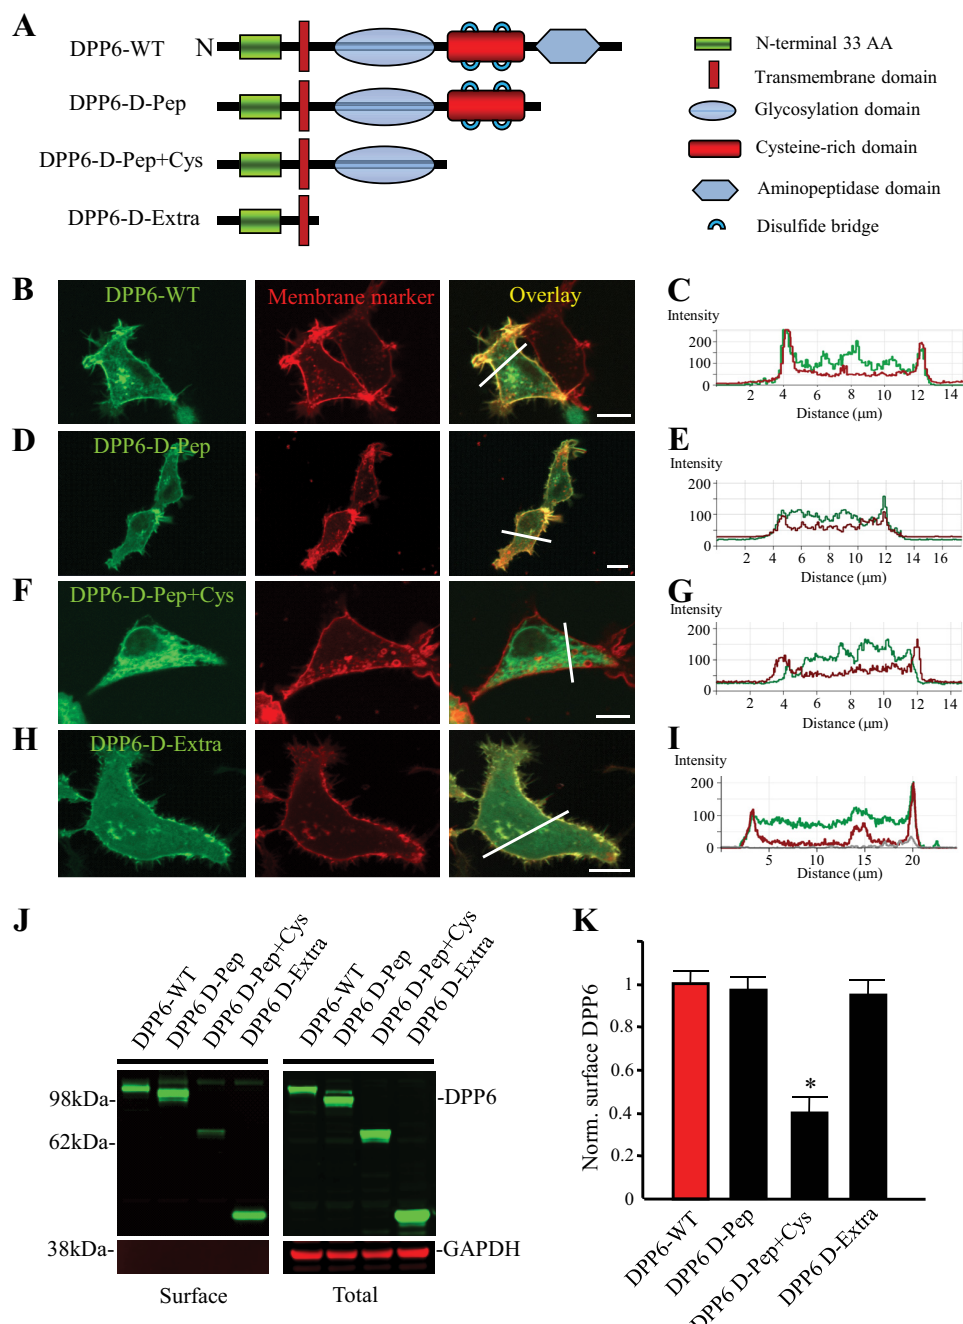 A
DPP6-WT
N
DPP6-D-Pep
DPP6-D-Pep+Cys
DPP6-D-Extra
N-terminal 33 AA
Transmembrane domain
Glycosylation domain
Cysteine-rich domain
Aminopeptidase domain
Disulfide bridge
B
DPP6-WT
Membrane marker
Overlay
C
Intensity
200
100
0
2 4 6 8 10 12 14
Distance (µm)
D
DPP6-D-Pep
E
Intensity
200
100
0
2 4 6 8 10 12 14 16
Distance (µm)
F
DPP6-D-Pep+Cys
G
Intensity
200
100
0
2 4 6 8 10 12 14
Distance (µm)
H
DPP6-D-Extra
I
Intensity
200
100
0
5 10 15 20
Distance (µm)
J
DPP6-WT
DPP6 D-Pep
DPP6 D-Pep+Cys
DPP6 D-Extra
DPP6-WT
DPP6 D-Pep
DPP6 D-Pep+Cys
DPP6 D-Extra
98kDa-
62kDa-
38kDa-
-DPP6
-GAPDH
Surface
Total
K
Norm. surface DPP6
1
0.8
0.6
0.4
0.2
0
*
DPP6-WT
DPP6 D-Pep
DPP6 D-Pep+Cys
DPP6 D-Extra